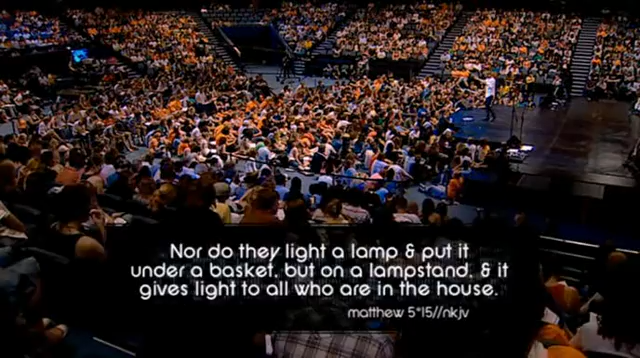 Nor do they light a lamp & put it
under a basket, but on a lampstand, & it
gives light to all who are in the house.
matthew 5*15//nkjv